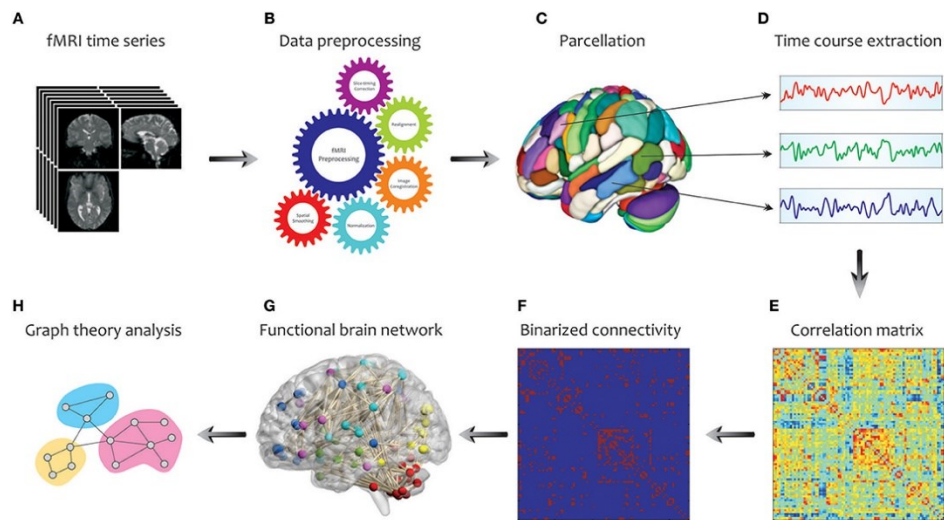 A
fMRI time series
B
Data preprocessing
C
Parcellation
D
Time course extraction
Slice-timing
Correction
Realignment
fMRI
Preprocessing
Image
Coregistration
Spatial
Smoothing
Normalization
H
Graph theory analysis
G
Functional brain network
F
Binarized connectivity
E
Correlation matrix